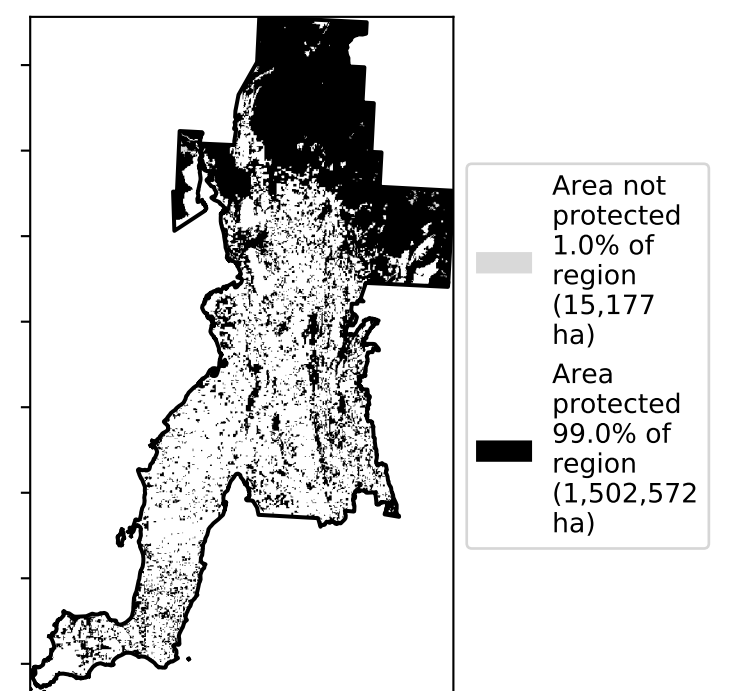 Area not
protected
1.0% of
region
(15,177
ha)
Area
protected
99.0% of
region
(1,502,572
ha)